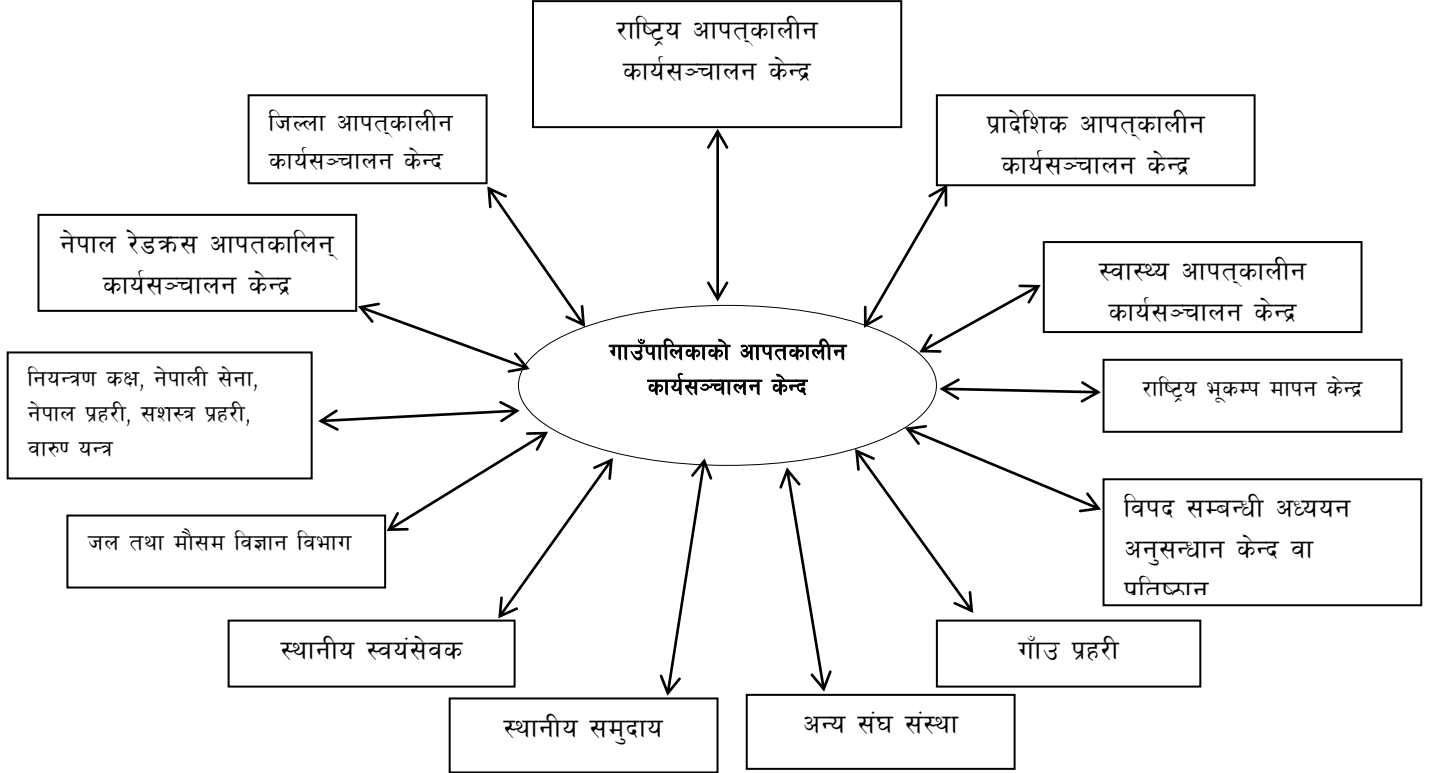 राष्ट्रिय आपत्कालीन
कार्यसञ्चालन केन्द्र
जिल्ला आपत्कालीन
कार्यसञ्चालन केन्द
प्रादेशिक आपत्कालीन
कार्यसञ्चालन केन्द्र
नेपाल रेडक्रस आपतकालिन्
कार्यसञ्चालन केन्द्र
स्वास्थ्य आपत्कालीन
कार्यसञ्चालन केन्द्र
गाउँपालिकाको आपतकालीन
कार्यसञ्चालन केन्द
नियन्त्रण कक्ष, नेपाली सेना,
नेपाल प्रहरी, सशस्त्र प्रहरी,
वारुण यन्त्र
राष्ट्रिय भूकम्प मापन केन्द्र
जल तथा मौसम विज्ञान विभाग
विपद सम्बन्धी अध्ययन
अनुसन्धान केन्द वा
स्थानीय स्वयंसेवक
गाँउ प्रहरी
स्थानीय समुदाय
अन्य संघ संस्था